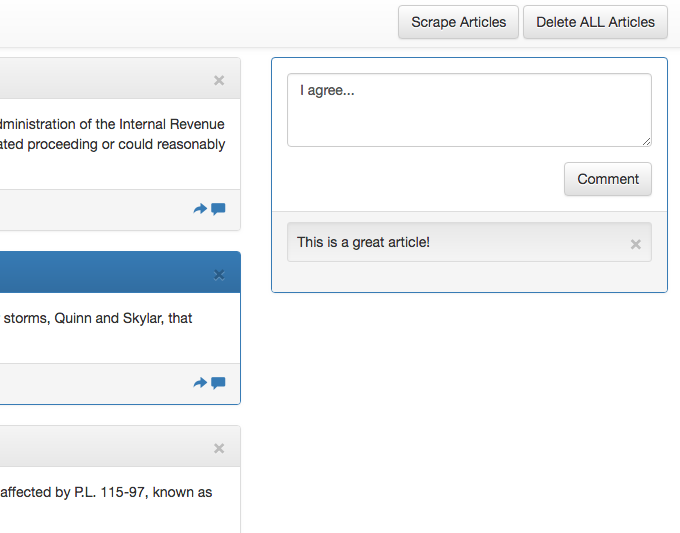 Scrape Articles
Delete ALL Articles
dministration of the Internal Revenue
ated proceeding or could reasonably
storms, Quinn and Skylar, that
affected by P.L. 115-97, known as
I agree...
Comment
This is a great article!